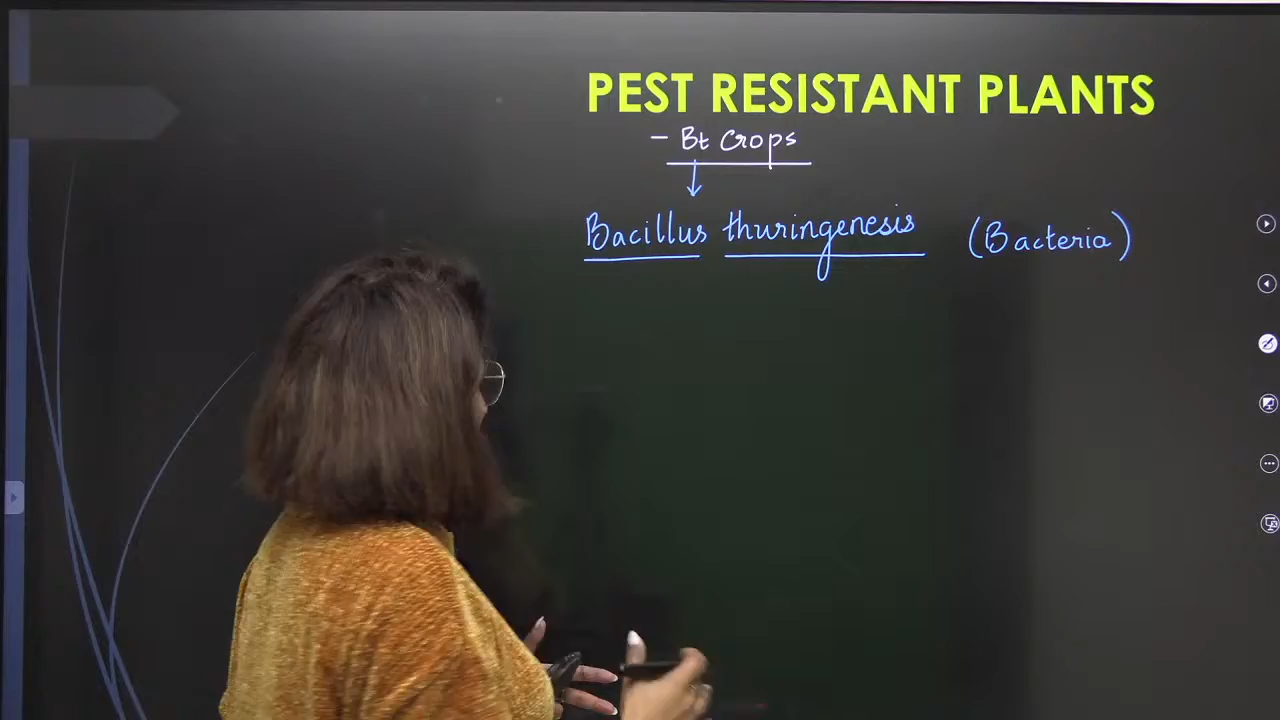 PEST RESISTANT PLANTS
- Bt Crops
Bacillus thuringenesis (Bacteria)